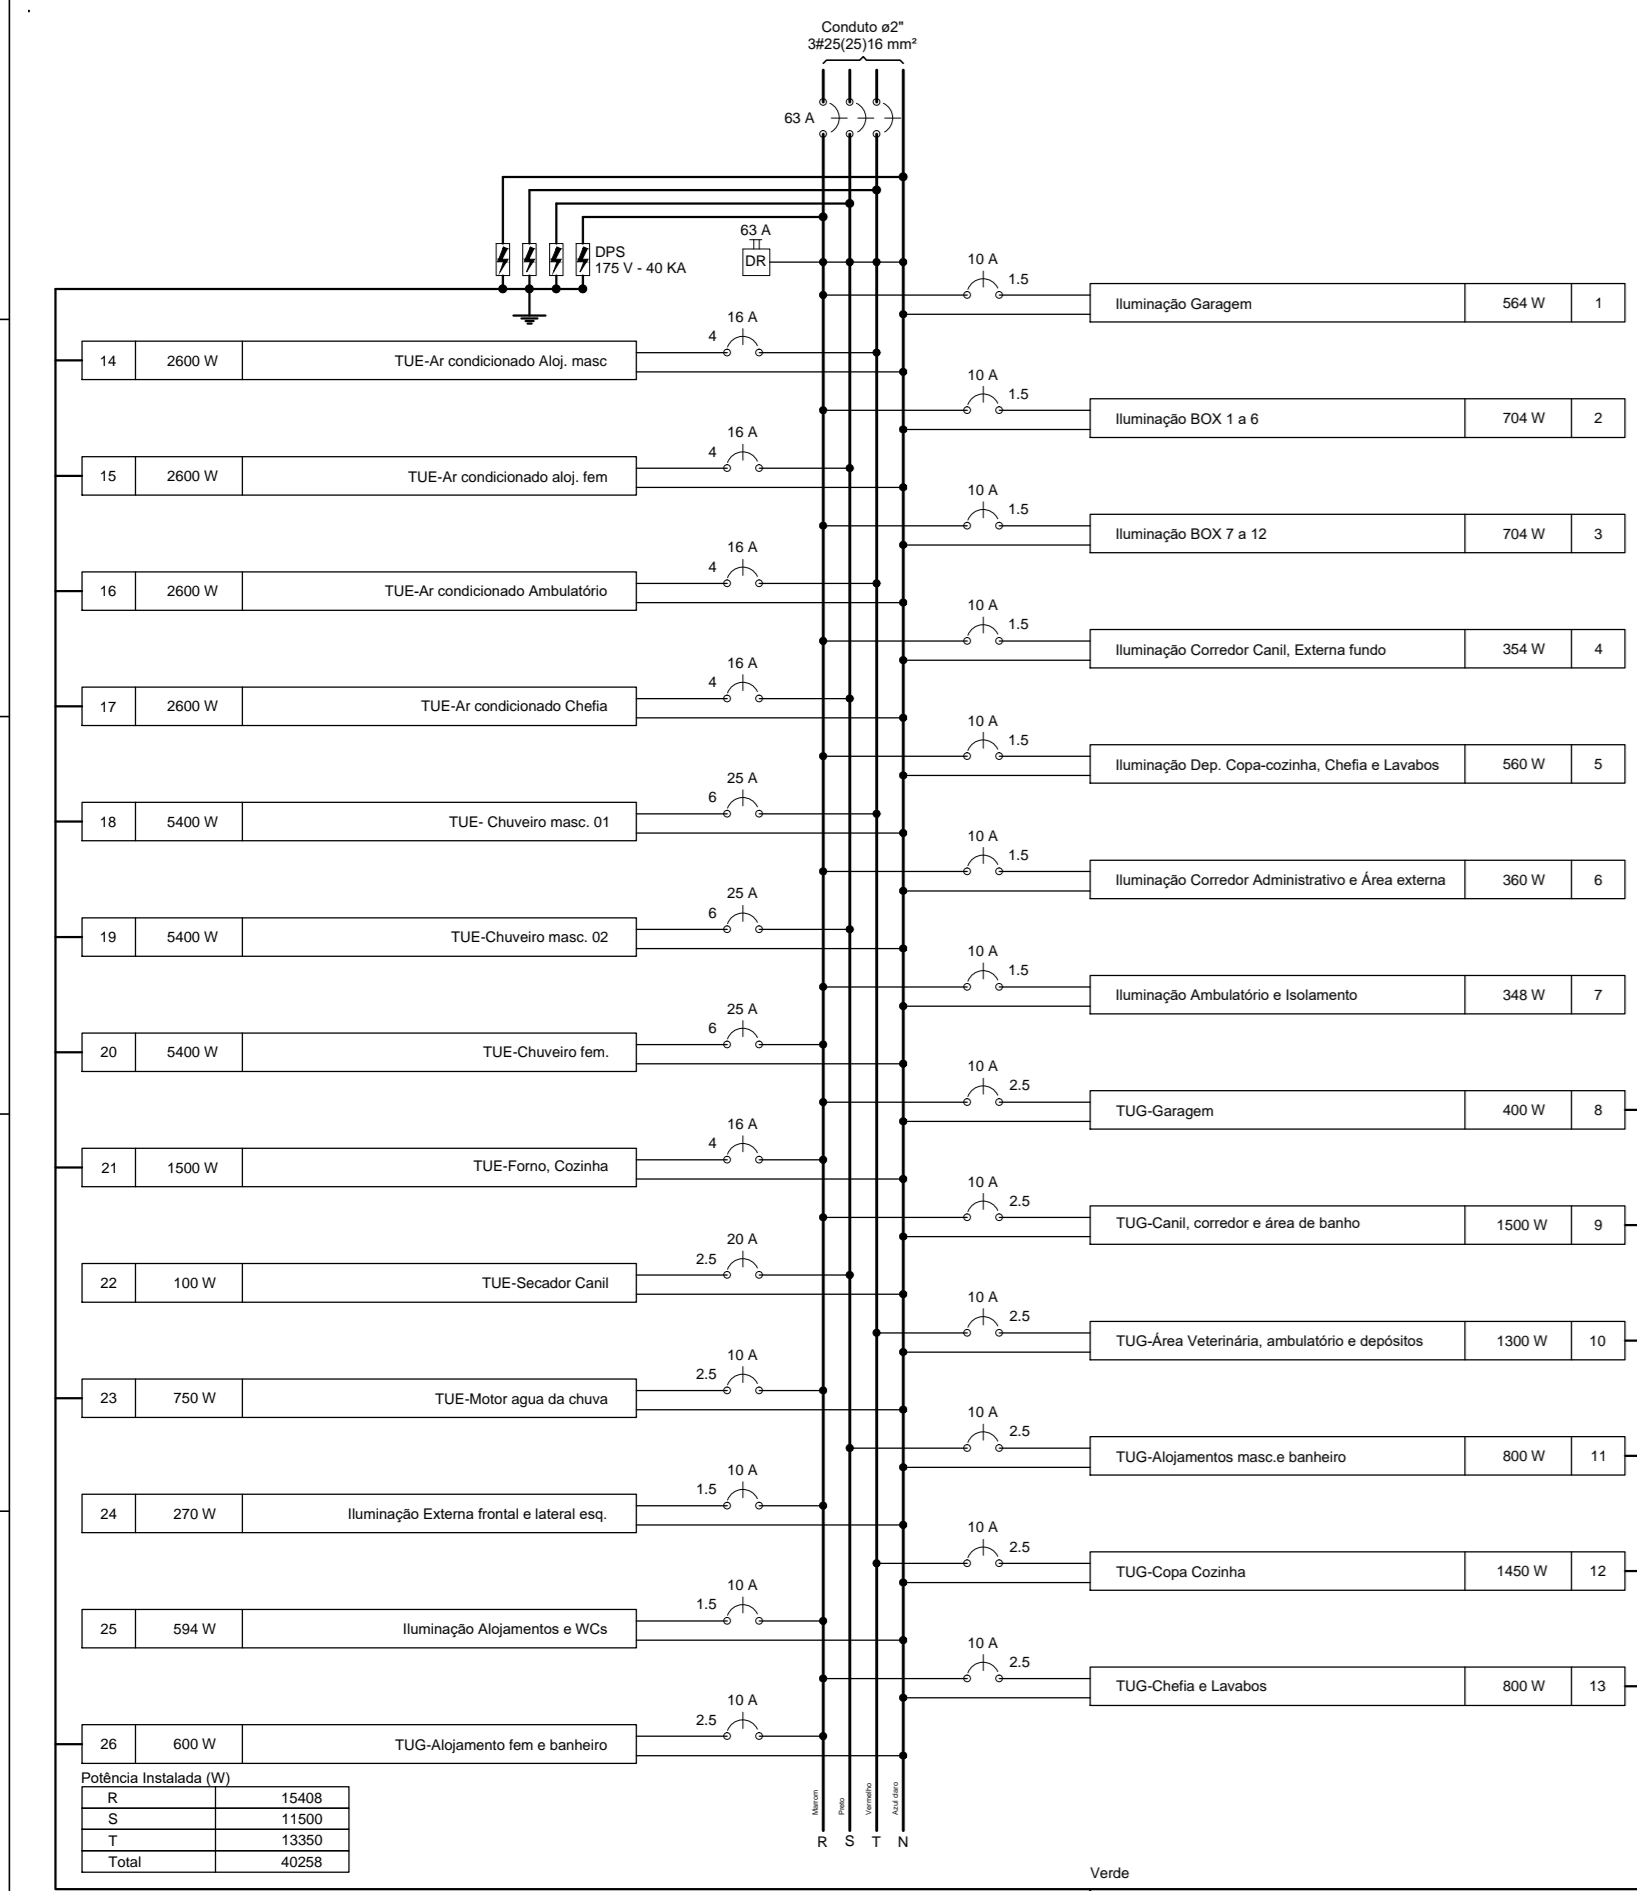 Conduto ø2"
3#25(25)16 mm²
63 A
DPS
175 V - 40 KA
63 A
DR
10 A
1.5
Iluminação Garagem 564 W 1
16 A
4
14 2600 W TUE-Ar condicionado Aloj. masc
10 A
1.5
Iluminação BOX 1 a 6 704 W 2
16 A
4
15 2600 W TUE-Ar condicionado aloj. fem
10 A
1.5
Iluminação BOX 7 a 12 704 W 3
16 A
4
16 2600 W TUE-Ar condicionado Ambulatório
10 A
1.5
Iluminação Corredor Canil, Externa fundo 354 W 4
16 A
4
17 2600 W TUE-Ar condicionado Chefia
10 A
1.5
Iluminação Dep. Copa-cozinha, Chefia e Lavabos 560 W 5
25 A
6
18 5400 W TUE- Chuveiro masc. 01
10 A
1.5
Iluminação Corredor Administrativo e Área externa 360 W 6
25 A
6
19 5400 W TUE-Chuveiro masc. 02
10 A
1.5
Iluminação Ambulatório e Isolamento 348 W 7
25 A
6
20 5400 W TUE-Chuveiro fem.
10 A
2.5
TUG-Garagem 400 W 8
16 A
4
21 1500 W TUE-Forno, Cozinha
10 A
2.5
TUG-Canil, corredor e área de banho 1500 W 9
20 A
2.5
22 100 W TUE-Secador Canil
10 A
2.5
TUG-Área Veterinária, ambulatório e depósitos 1300 W 10
10 A
2.5
23 750 W TUE-Motor agua da chuva
10 A
2.5
TUG-Alojamentos masc.e banheiro 800 W 11
10 A
1.5
24 270 W Iluminação Externa frontal e lateral esq.
10 A
2.5
TUG-Copa Cozinha 1450 W 12
10 A
1.5
25 594 W Iluminação Alojamentos e WCs
10 A
2.5
TUG-Chefia e Lavabos 800 W 13
10 A
2.5
26 600 W TUG-Alojamento fem e banheiro
Potência Instalada (W)
R 15408
S 11500
T 13350
Total 40258
Marrom
Preto
Vermelho
Azul claro
R S T N
Verde